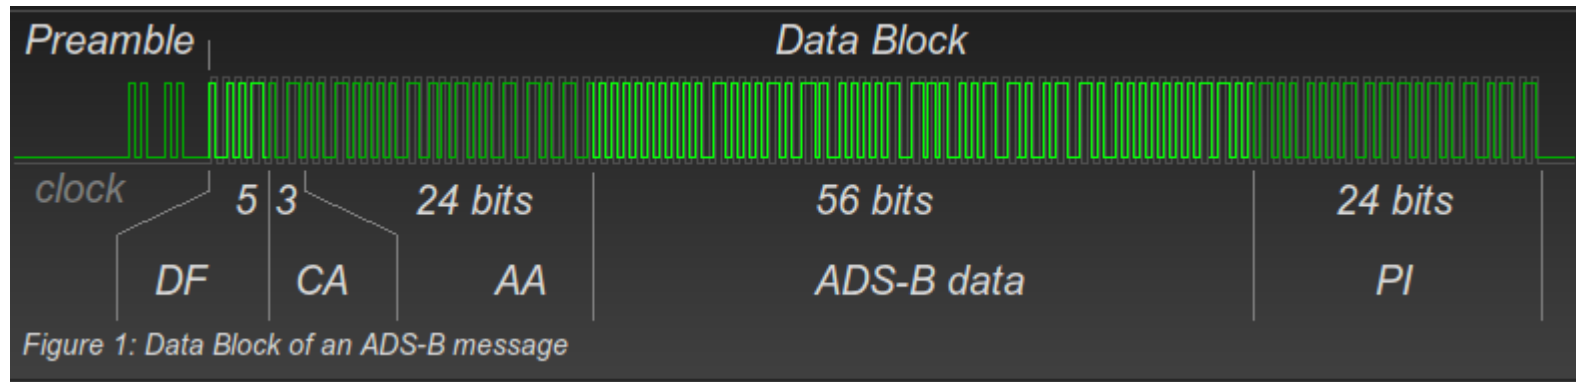 Preamble Data Block
clock 5 3 24 bits 56 bits 24 bits
DF CA AA ADS-B data PI
Figure 1: Data Block of an ADS-B message